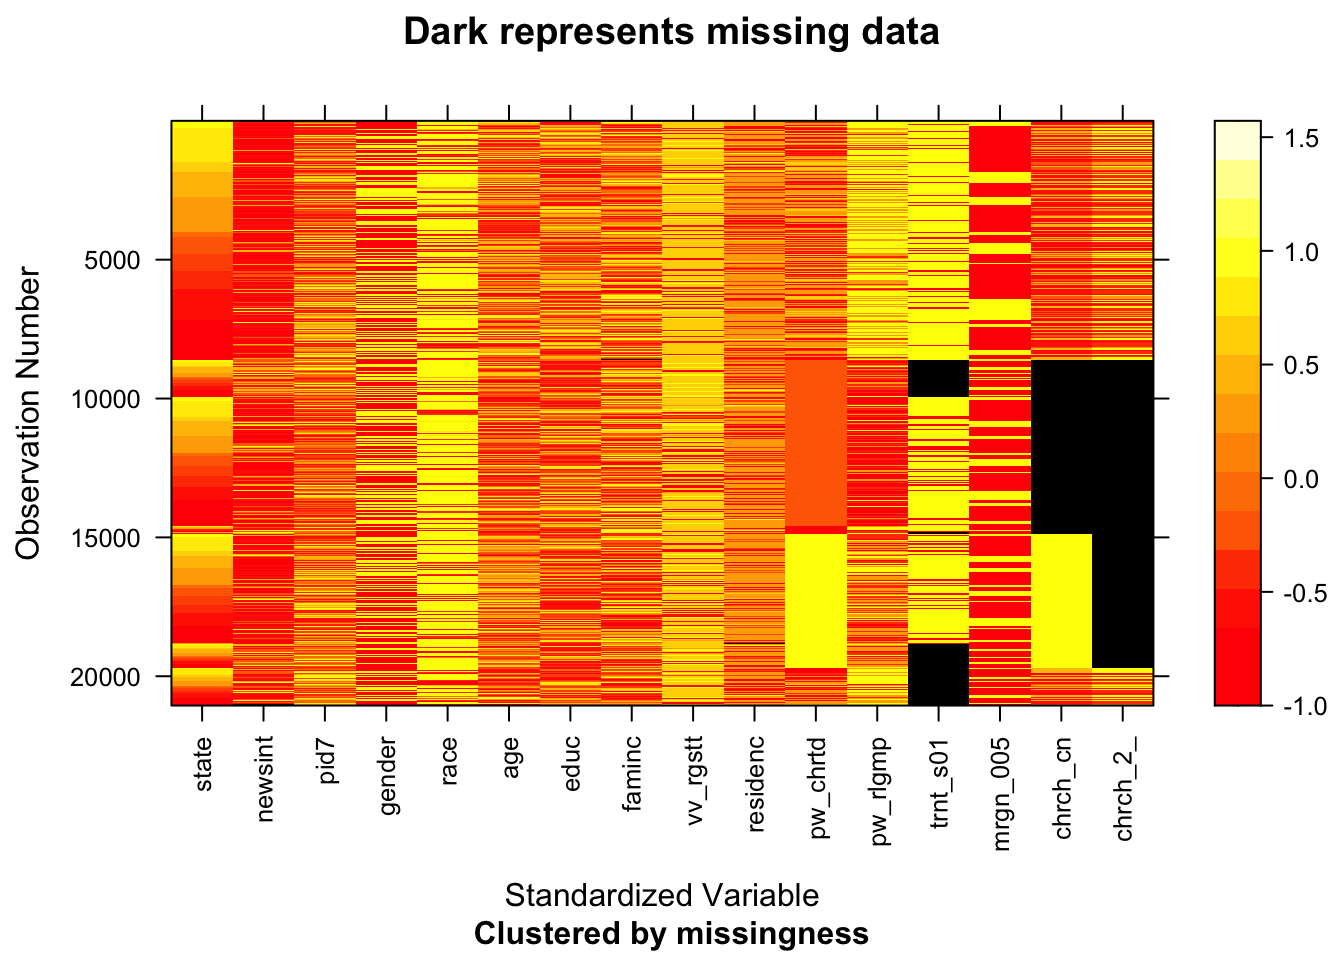 Dark represents missing data
Observation Number
5000
10000
15000
20000
1.5
1.0
0.5
0.0
-0.5
-1.0
state
newsint
pid7
gender
race
age
educ
faminc
vv_rgstt
residenc
pw_chrtd
pw_rlgmp
trnt_s01
mrgn_005
chrch_cn
chrch_2_
Standardized Variable
Clustered by missingness